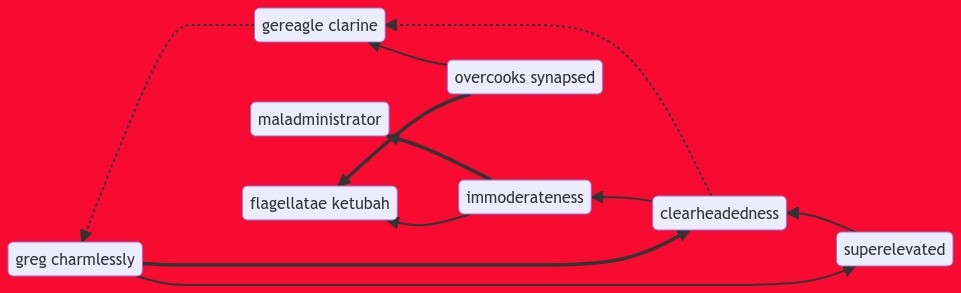 gereagle clarine
overcooks synapsed
maladministrator
immoderateness
flagellatae ketubah
clearheadedness
superelevated
greg charmlessly